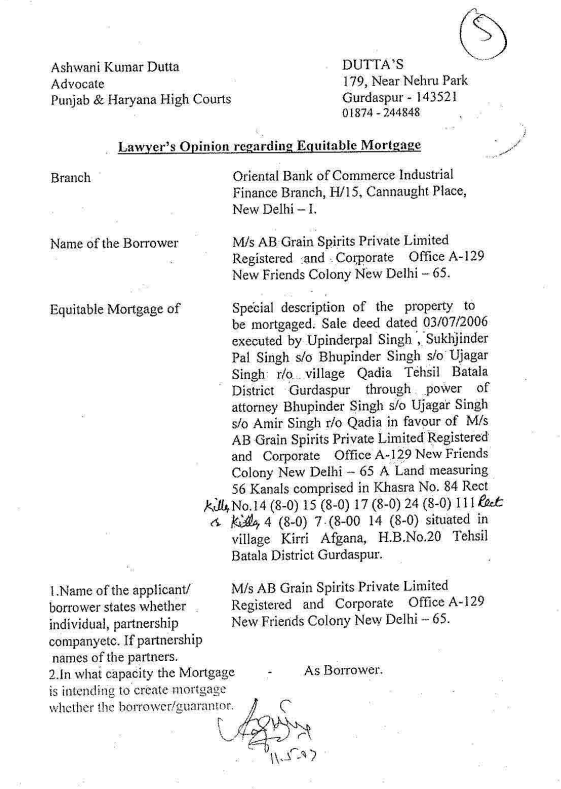 5
Ashwani Kumar Dutta
Advocate
Punjab & Haryana High Courts
DUTTA'S
179, Near Nehru Park
Gurdaspur - 143521
01874 - 244848
Lawyer's Opinion regarding Equitable Mortgage
Branch
Oriental Bank of Commerce Industrial
Finance Branch, H/15, Cannaught Place,
New Delhi – I.
Name of the Borrower
M/s AB Grain Spirits Private Limited
Registered and Corporate Office A-129
New Friends Colony New Delhi – 65.
Equitable Mortgage of
Special description of the property to
be mortgaged. Sale deed dated 03/07/2006
executed by Upinderpal Singh , Sukhjinder
Pal Singh s/o Bhupinder Singh s/o Ujagar
Singh r/o village Qadia Tehsil Batala
District Gurdaspur through power of
attorney Bhupinder Singh s/o Ujagar Singh
s/o Amir Singh r/o Qadia in favour of M/s
AB Grain Spirits Private Limited Registered
and Corporate Office A-129 New Friends
Colony New Delhi – 65 A Land measuring
56 Kanals comprised in Khasra No. 84 Rect
Killa No.14 (8-0) 15 (8-0) 17 (8-0) 24 (8-0) 111 Rect
& Killa 4 (8-0) 7 (8-00 14 (8-0) situated in
village Kirri Afgana, H.B.No.20 Tehsil
Batala District Gurdaspur.
1.Name of the applicant/
borrower states whether
individual, partnership
companyetc. If partnership
names of the partners.
M/s AB Grain Spirits Private Limited
Registered and Corporate Office A-129
New Friends Colony New Delhi – 65.
2.In what capacity the Mortgage - As Borrower.
is intending to create mortgage
whether the borrower/guarantor.
11.5.07